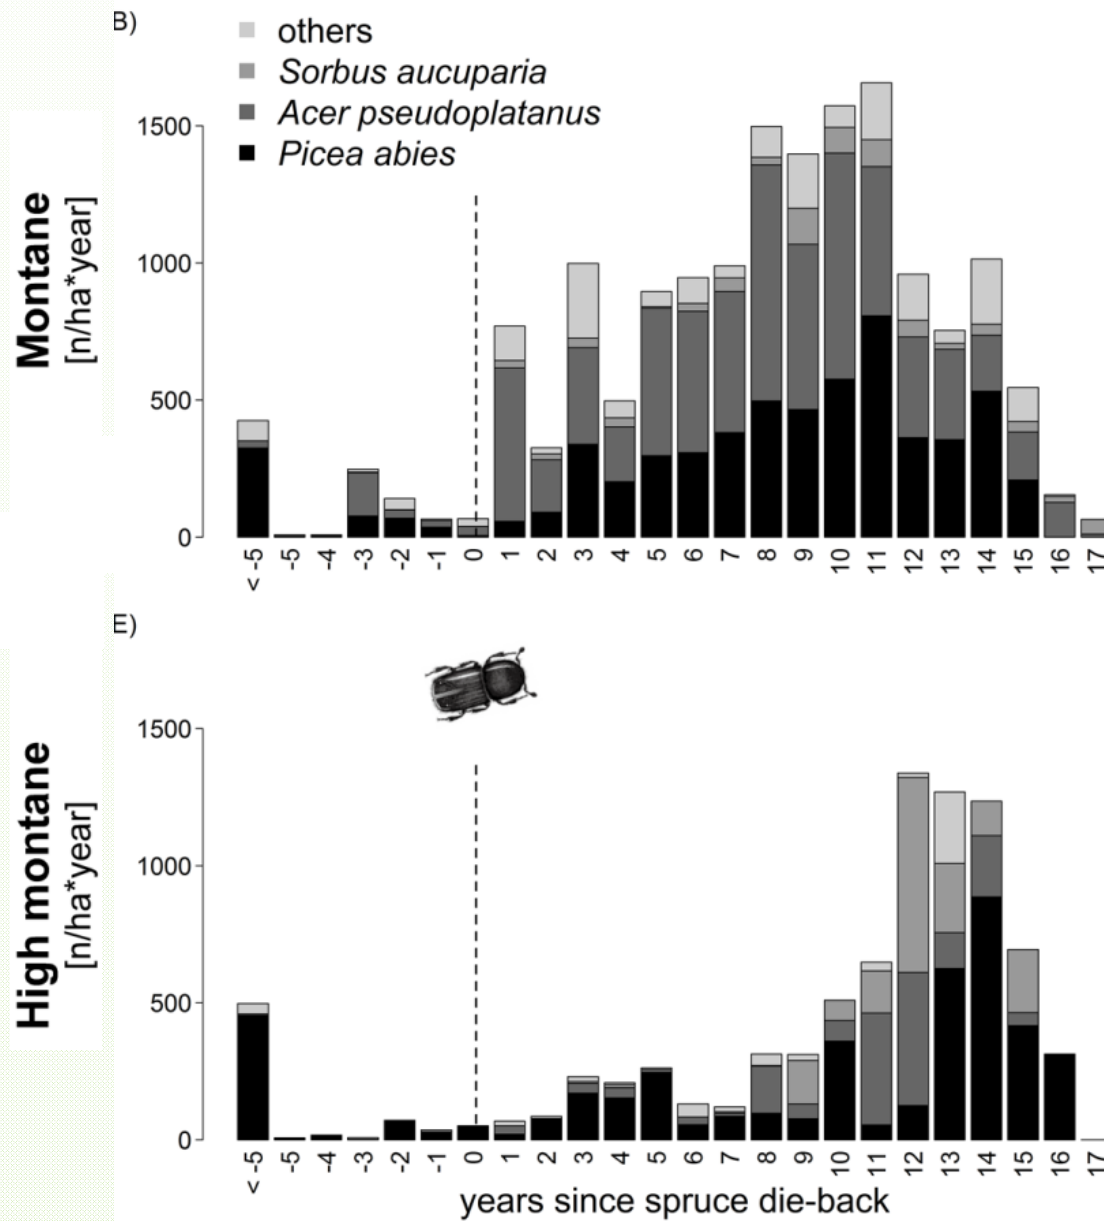 B)
others
Sorbus aucuparia
Acer pseudoplatanus
Picea abies
Montane
[n/ha*year]
1500
1000
500
0
< -5 -5 -4 -3 -2 -1 0 1 2 3 4 5 6 7 8 9 10 11 12 13 14 15 16 17
E)
High montane
[n/ha*year]
1500
1000
500
0
< -5 -5 -4 -3 -2 -1 0 1 2 3 4 5 6 7 8 9 10 11 12 13 14 15 16 17
years since spruce die-back